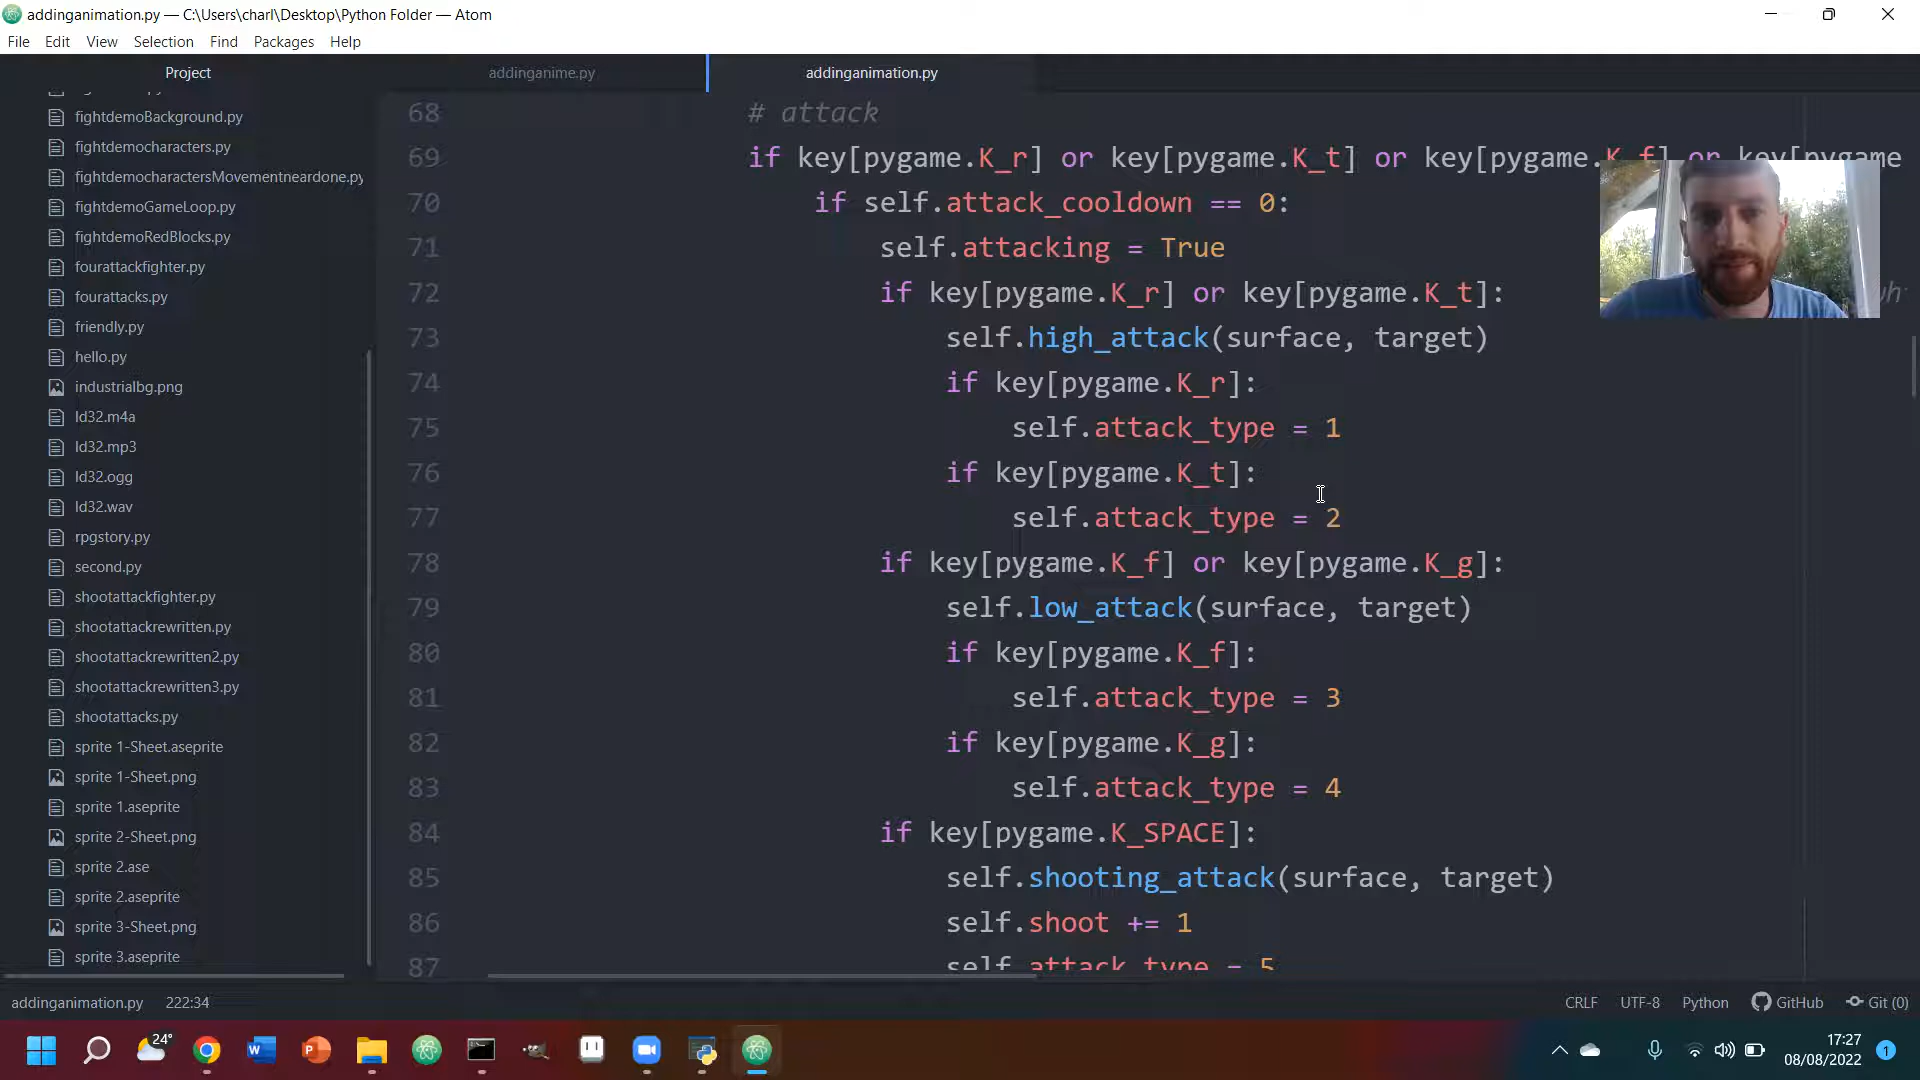 addinganimation.py — C:\Users\charl\Desktop\Python Folder — Atom
File Edit View Selection Find Packages Help
Project
addinganime.py
addinganimation.py
fightdemoBackground.py
fightdemocharacters.py
fightdemocharactersMovementneardone.py
fightdemoGameLoop.py
fightdemoRedBlocks.py
fourattackfighter.py
fourattacks.py
friendly.py
hello.py
industrialbg.png
ld32.m4a
ld32.mp3
ld32.ogg
ld32.wav
rpgstory.py
second.py
shootattackfighter.py
shootattackrewritten.py
shootattackrewritten2.py
shootattackrewritten3.py
shootattacks.py
sprite 1-Sheet.aseprite
sprite 1-Sheet.png
sprite 1.aseprite
sprite 2-Sheet.png
sprite 2.ase
sprite 2.aseprite
sprite 3-Sheet.png
sprite 3.aseprite
68 # attack
69 if key[pygame.K_r] or key[pygame.K_t] or key[pygame.K_f] or key[pygame
70 if self.attack_cooldown == 0:
71 self.attacking = True
72 if key[pygame.K_r] or key[pygame.K_t]:
73 self.high_attack(surface, target)
74 if key[pygame.K_r]:
75 self.attack_type = 1
76 if key[pygame.K_t]:
77 self.attack_type = 2
78 if key[pygame.K_f] or key[pygame.K_g]:
79 self.low_attack(surface, target)
80 if key[pygame.K_f]:
81 self.attack_type = 3
82 if key[pygame.K_g]:
83 self.attack_type = 4
84 if key[pygame.K_SPACE]:
85 self.shooting_attack(surface, target)
86 self.shoot += 1
87 self.attack_type = 5
addinganimation.py 222:34
CRLF UTF-8 Python GitHub Git (0)
24°
17:27
08/08/2022
1